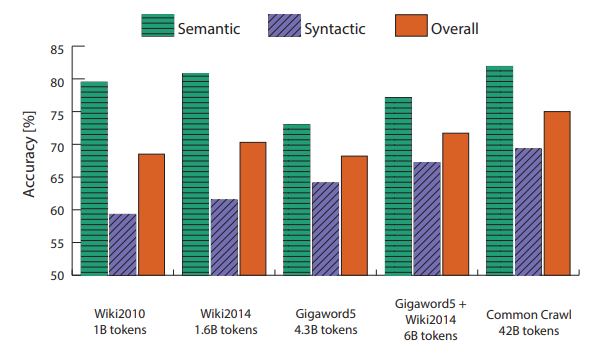 Semantic Syntactic Overall
Accuracy [%]
85
80
75
70
65
60
55
50
Wiki2010
1B tokens
Wiki2014
1.6B tokens
Gigaword5
4.3B tokens
Gigaword5 +
Wiki2014
6B tokens
Common Crawl
42B tokens